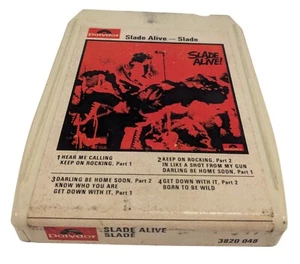 polydor
Slade Alive — Slade
SLADE
ALIVE!
1 HEAR ME CALLING
KEEP ON ROCKING, Part 1
2 KEEP ON ROCKING, Part 2
IN LIKE A SHOT FROM MY GUN
DARLING BE HOME SOON, Part 1
3 DARLING BE HOME SOON, Part 2
KNOW WHO YOU ARE
GET DOWN WITH IT, Part 1
4 GET DOWN WITH IT, Part 2
BORN TO BE WILD
polydor
SLADE ALIVE
SLADE
3820 048